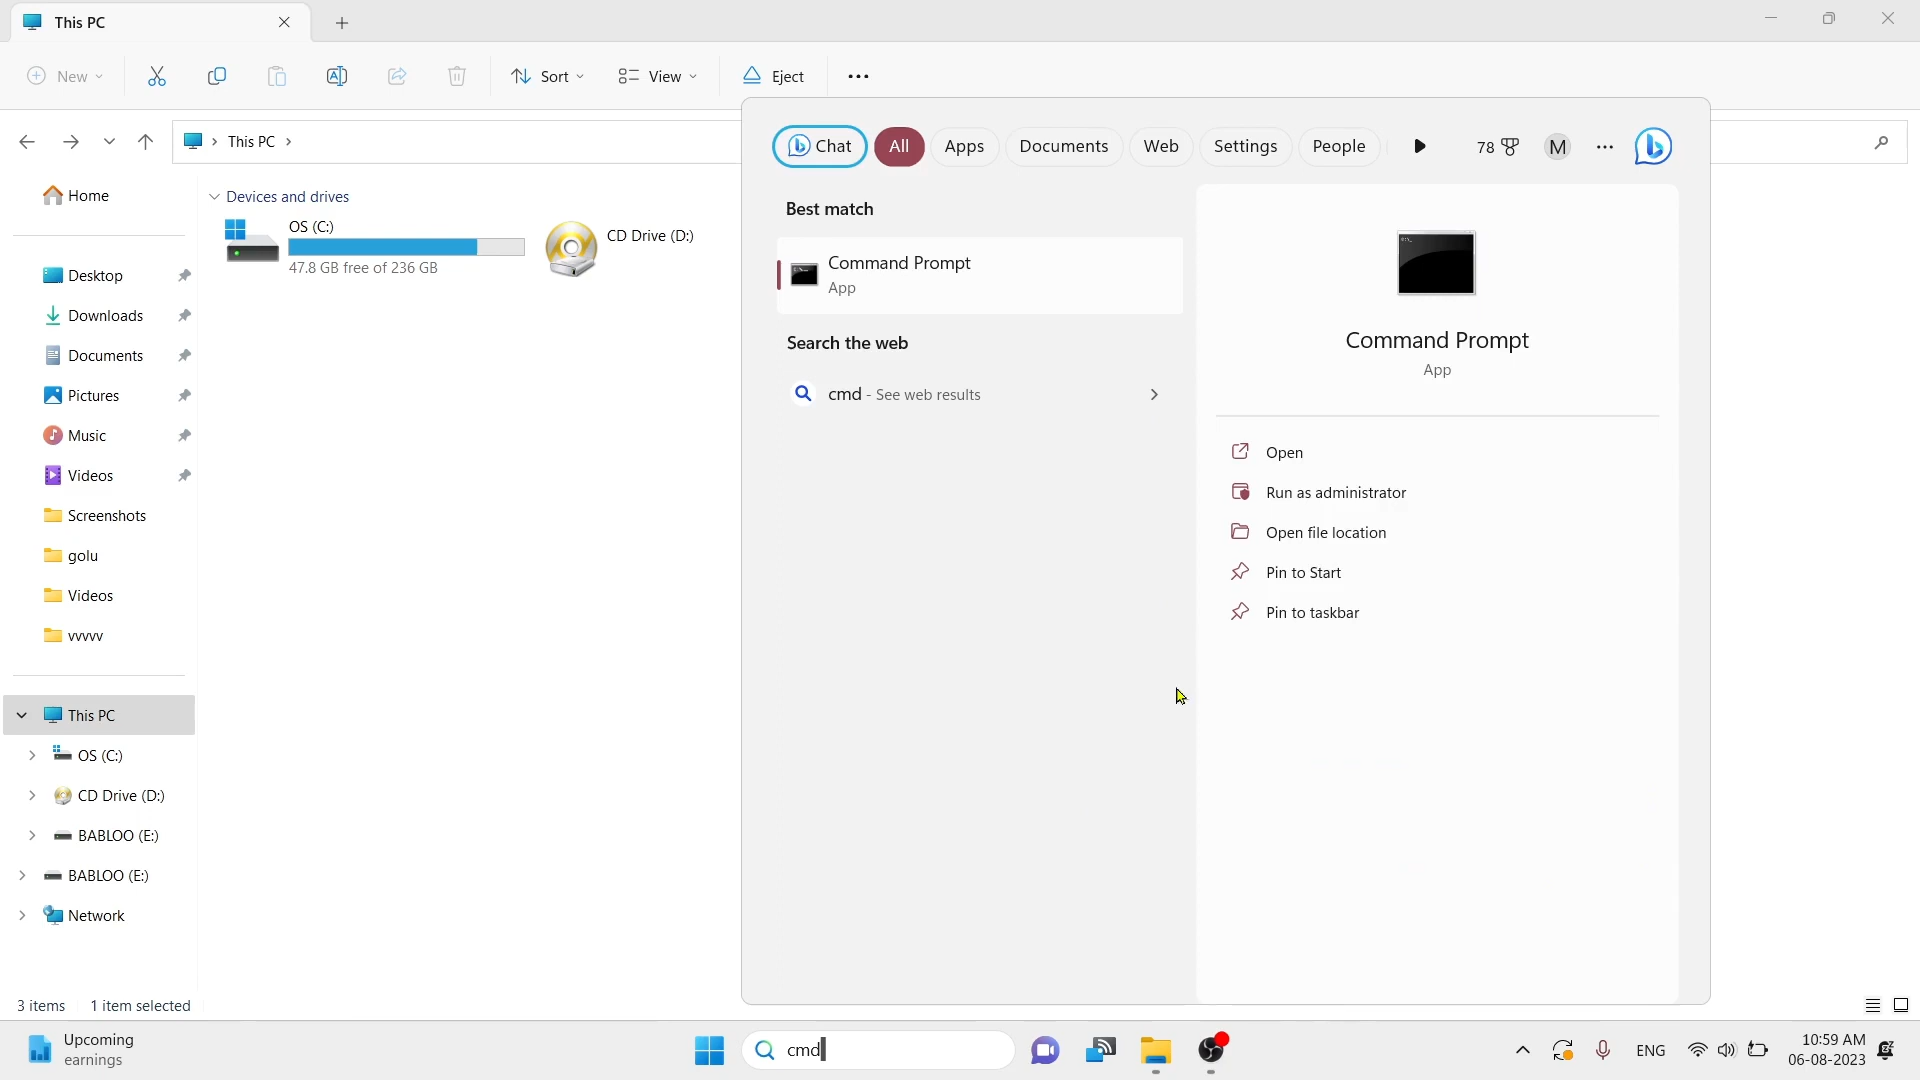 This PC
New
Sort
View
Eject
This PC
Home
Desktop
Downloads
Documents
Pictures
Music
Videos
Screenshots
golu
Videos
vvvvv
This PC
OS (C:)
CD Drive (D:)
BABLOO (E:)
BABLOO (E:)
Network
Devices and drives
OS (C:)
47.8 GB free of 236 GB
CD Drive (D:)
Chat
All
Apps
Documents
Web
Settings
People
78
M
Best match
Command Prompt
App
Search the web
cmd - See web results
Command Prompt
App
Open
Run as administrator
Open file location
Pin to Start
Pin to taskbar
3 items
1 item selected
Upcoming
earnings
cmd
ENG
10:59 AM
06-08-2023